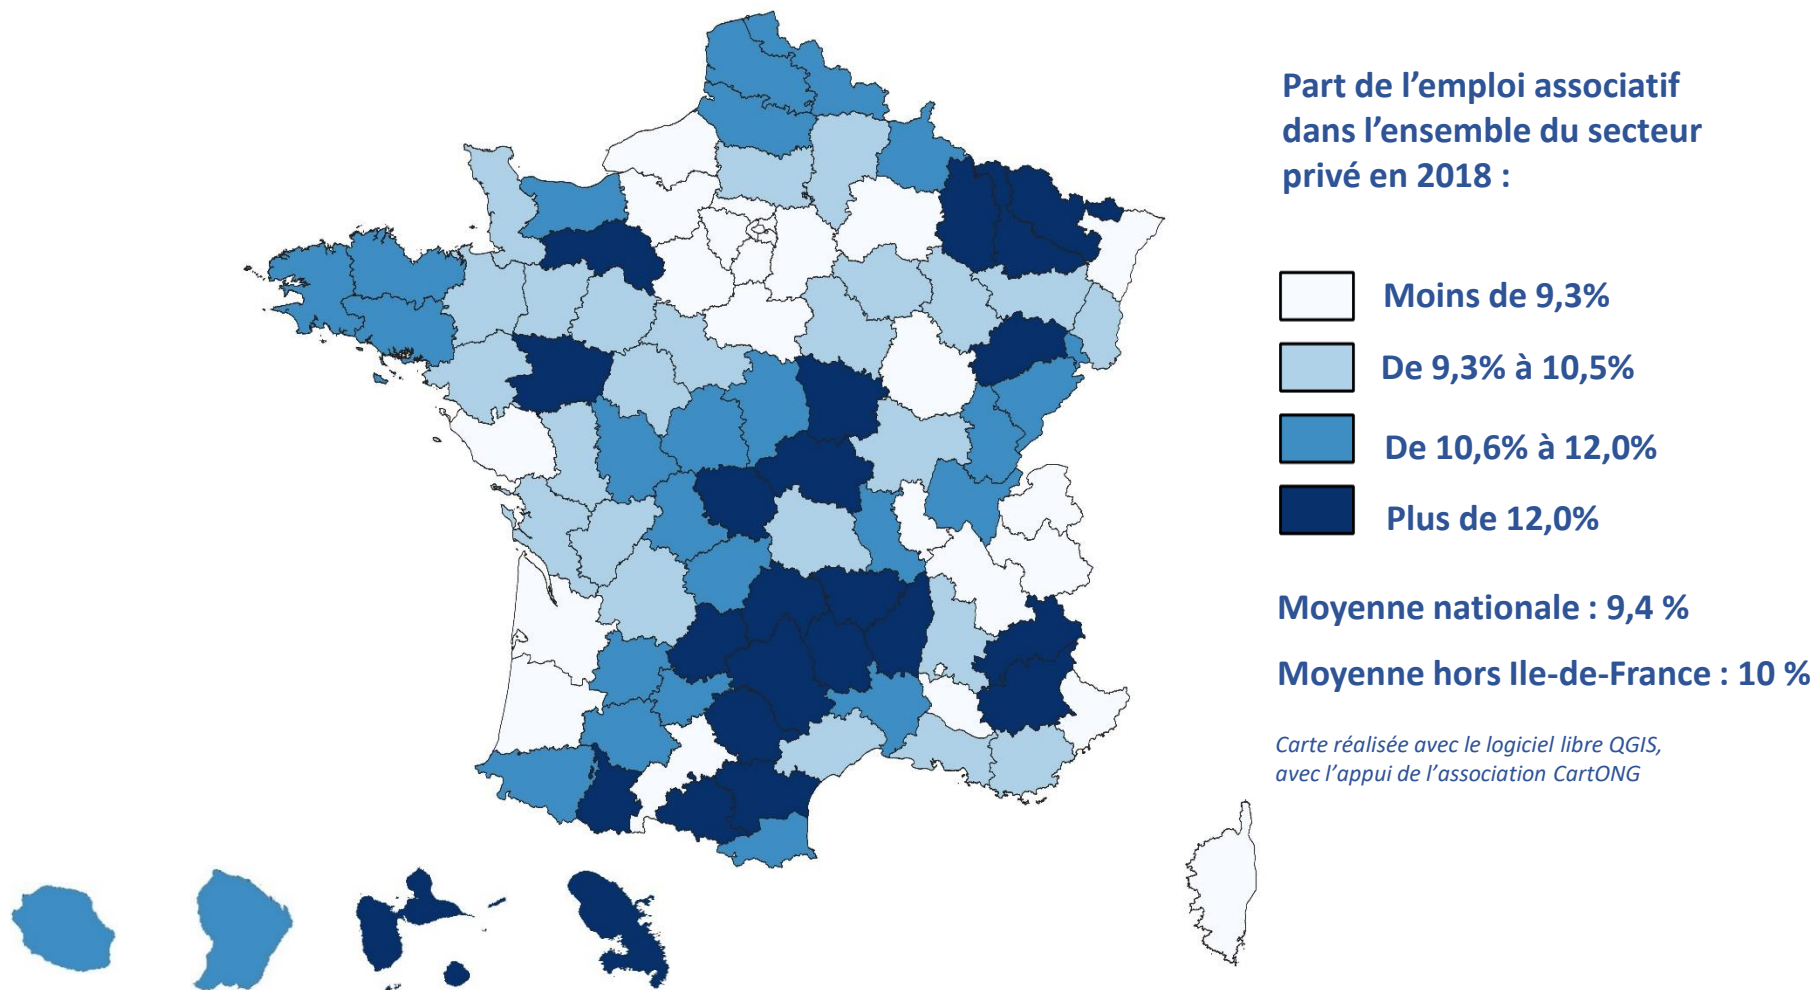 Part de l’emploi associatif
dans l’ensemble du secteur
privé en 2018 :
Moins de 9,3%
De 9,3% à 10,5%
De 10,6% à 12,0%
Plus de 12,0%
Moyenne nationale : 9,4 %
Moyenne hors Ile-de-France : 10 %
Carte réalisée avec le logiciel libre QGIS,
avec l’appui de l’association CartONG